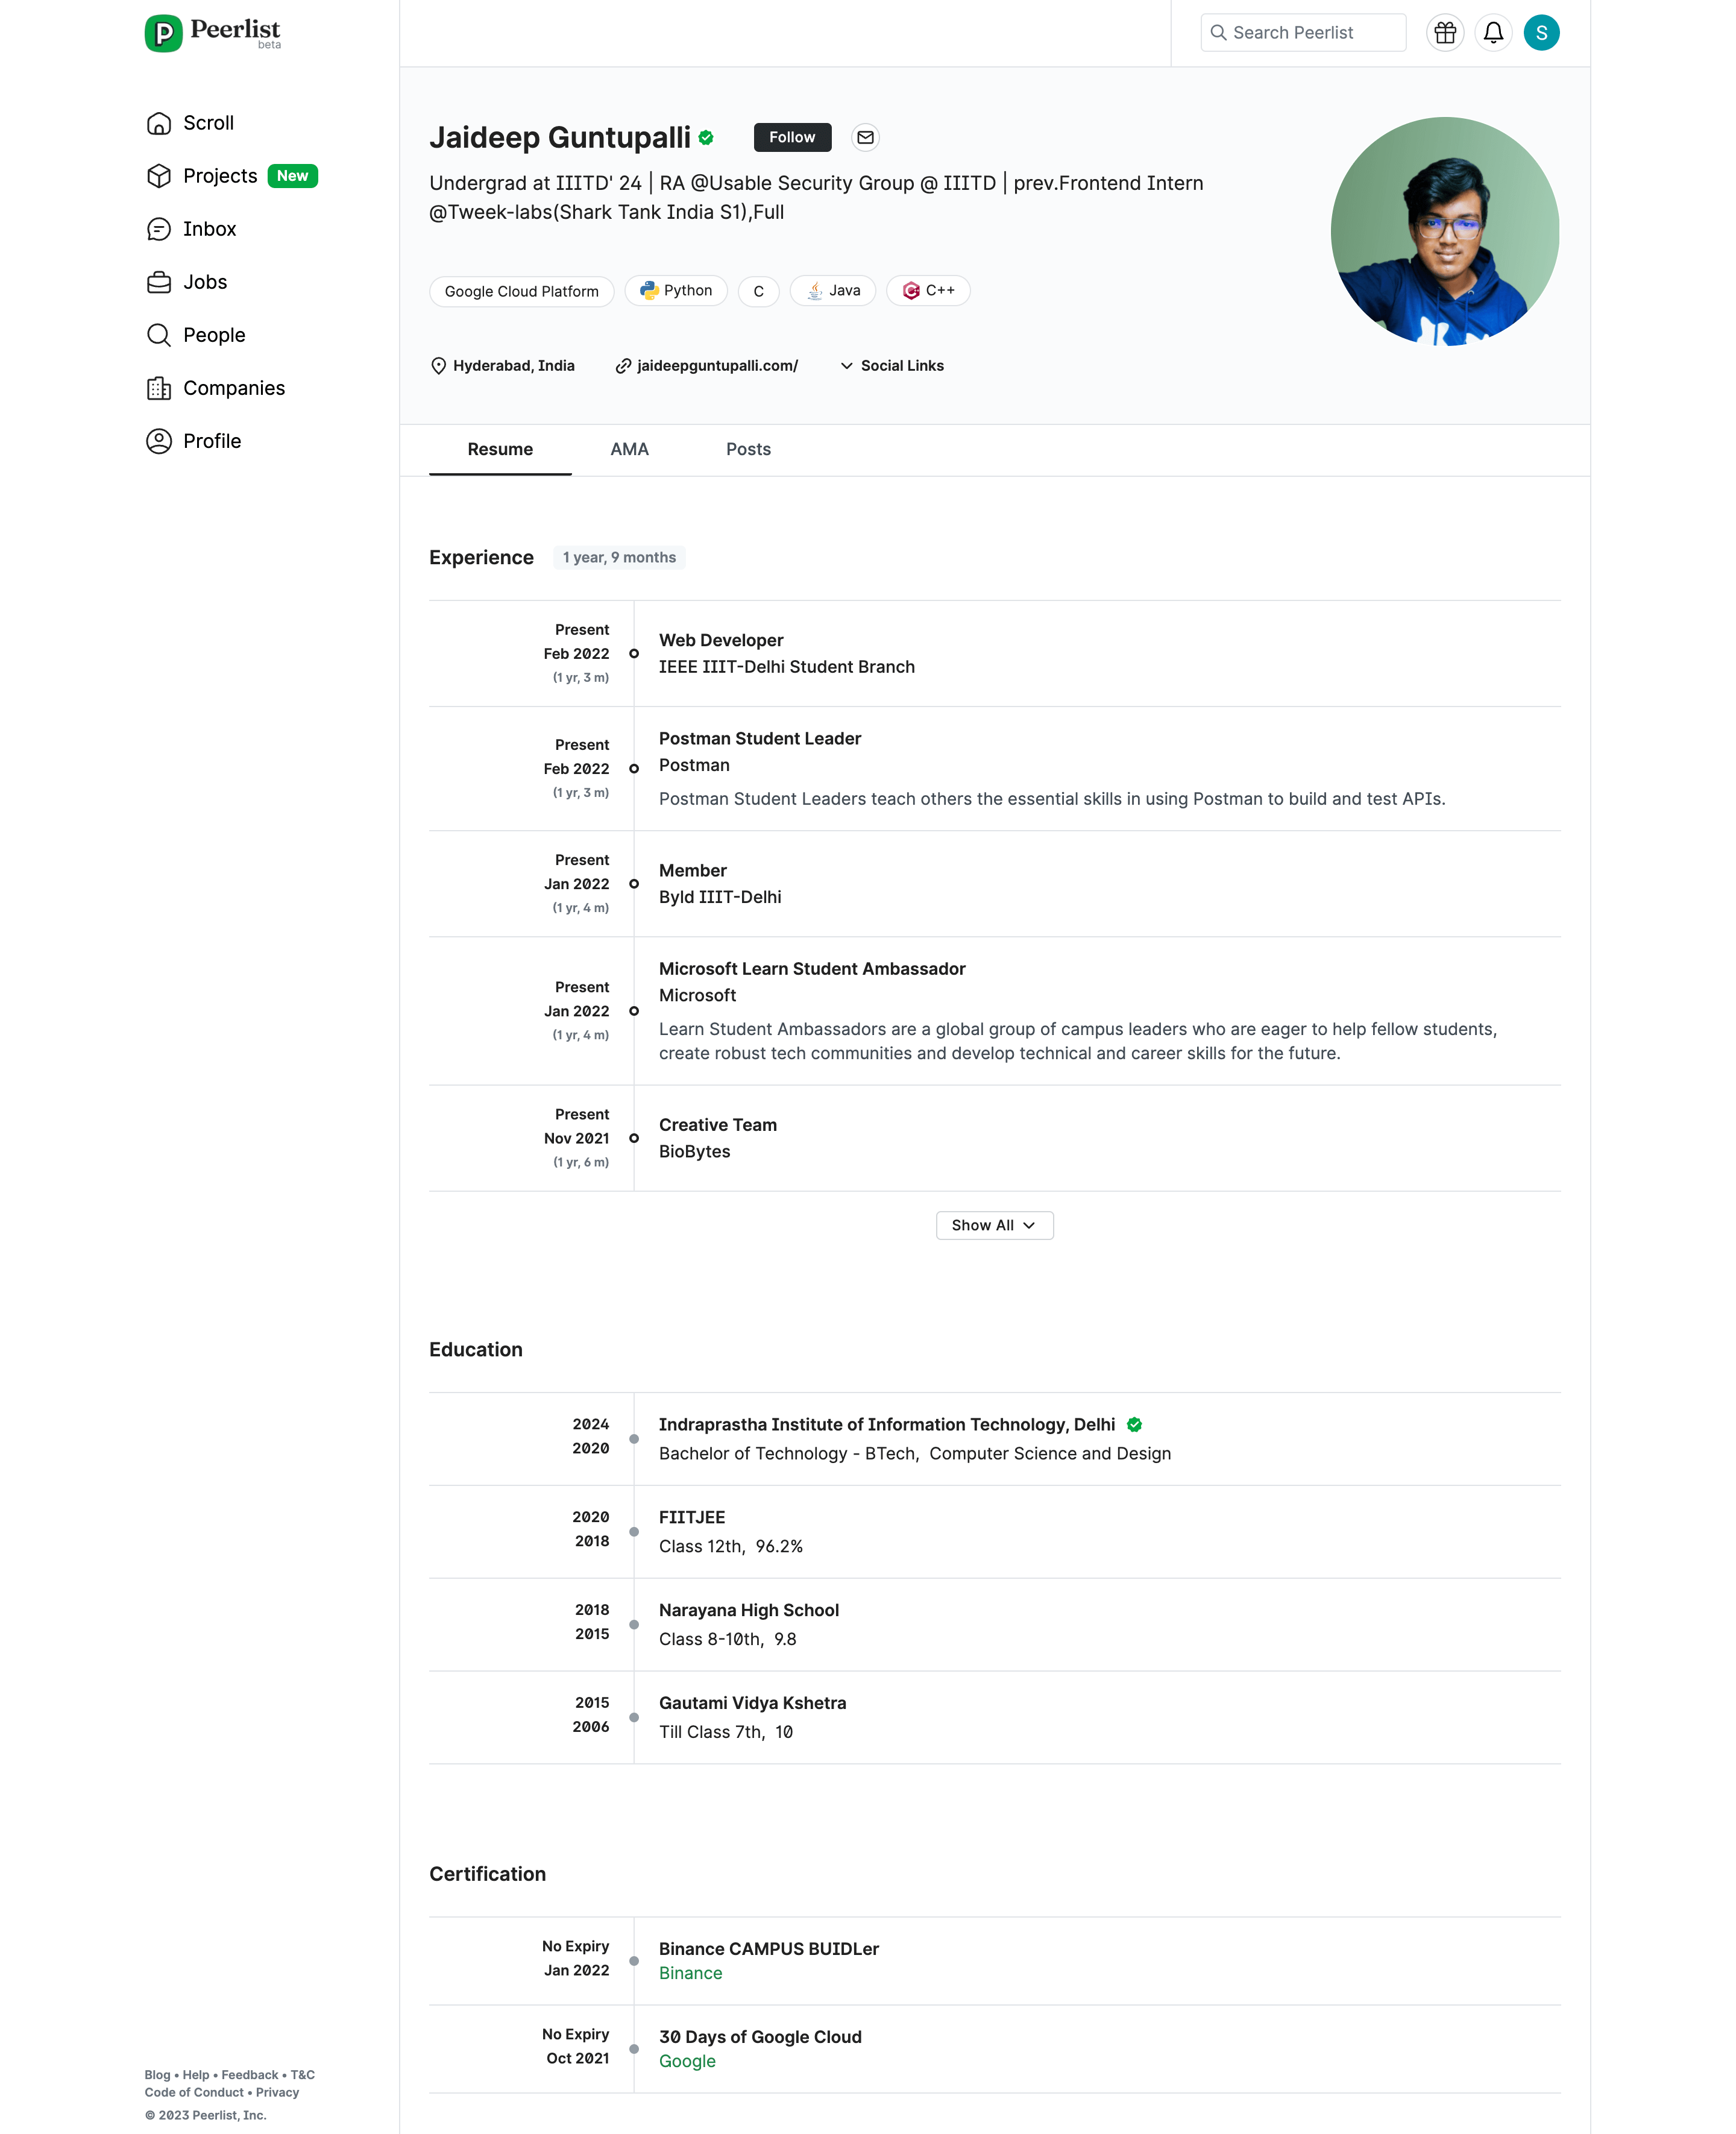 Peerlist
beta
Search Peerlist
S
Scroll
Projects New
Inbox
Jobs
People
Companies
Profile
Jaideep Guntupalli
Follow
Undergrad at IIITD' 24 | RA @Usable Security Group @ IIITD | prev.Frontend Intern
@Tweek-labs(Shark Tank India S1),Full
Google Cloud Platform
Python
C
Java
C++
Hyderabad, India
jaideepguntupalli.com/
Social Links
Resume
AMA
Posts
Experience
1 year, 9 months
Present
Feb 2022
(1 yr, 3 m)
Web Developer
IEEE IIIT-Delhi Student Branch
Present
Feb 2022
(1 yr, 3 m)
Postman Student Leader
Postman
Postman Student Leaders teach others the essential skills in using Postman to build and test APIs.
Present
Jan 2022
(1 yr, 4 m)
Member
Byld IIIT-Delhi
Present
Jan 2022
(1 yr, 4 m)
Microsoft Learn Student Ambassador
Microsoft
Learn Student Ambassadors are a global group of campus leaders who are eager to help fellow students,
create robust tech communities and develop technical and career skills for the future.
Present
Nov 2021
(1 yr, 6 m)
Creative Team
BioBytes
Show All
Education
2024
2020
Indraprastha Institute of Information Technology, Delhi
Bachelor of Technology - BTech, Computer Science and Design
2020
2018
FIITJEE
Class 12th, 96.2%
2018
2015
Narayana High School
Class 8-10th, 9.8
2015
2006
Gautami Vidya Kshetra
Till Class 7th, 10
Certification
No Expiry
Jan 2022
Binance CAMPUS BUIDLer
Binance
No Expiry
Oct 2021
30 Days of Google Cloud
Google
Blog • Help • Feedback • T&C
Code of Conduct • Privacy
© 2023 Peerlist, Inc.